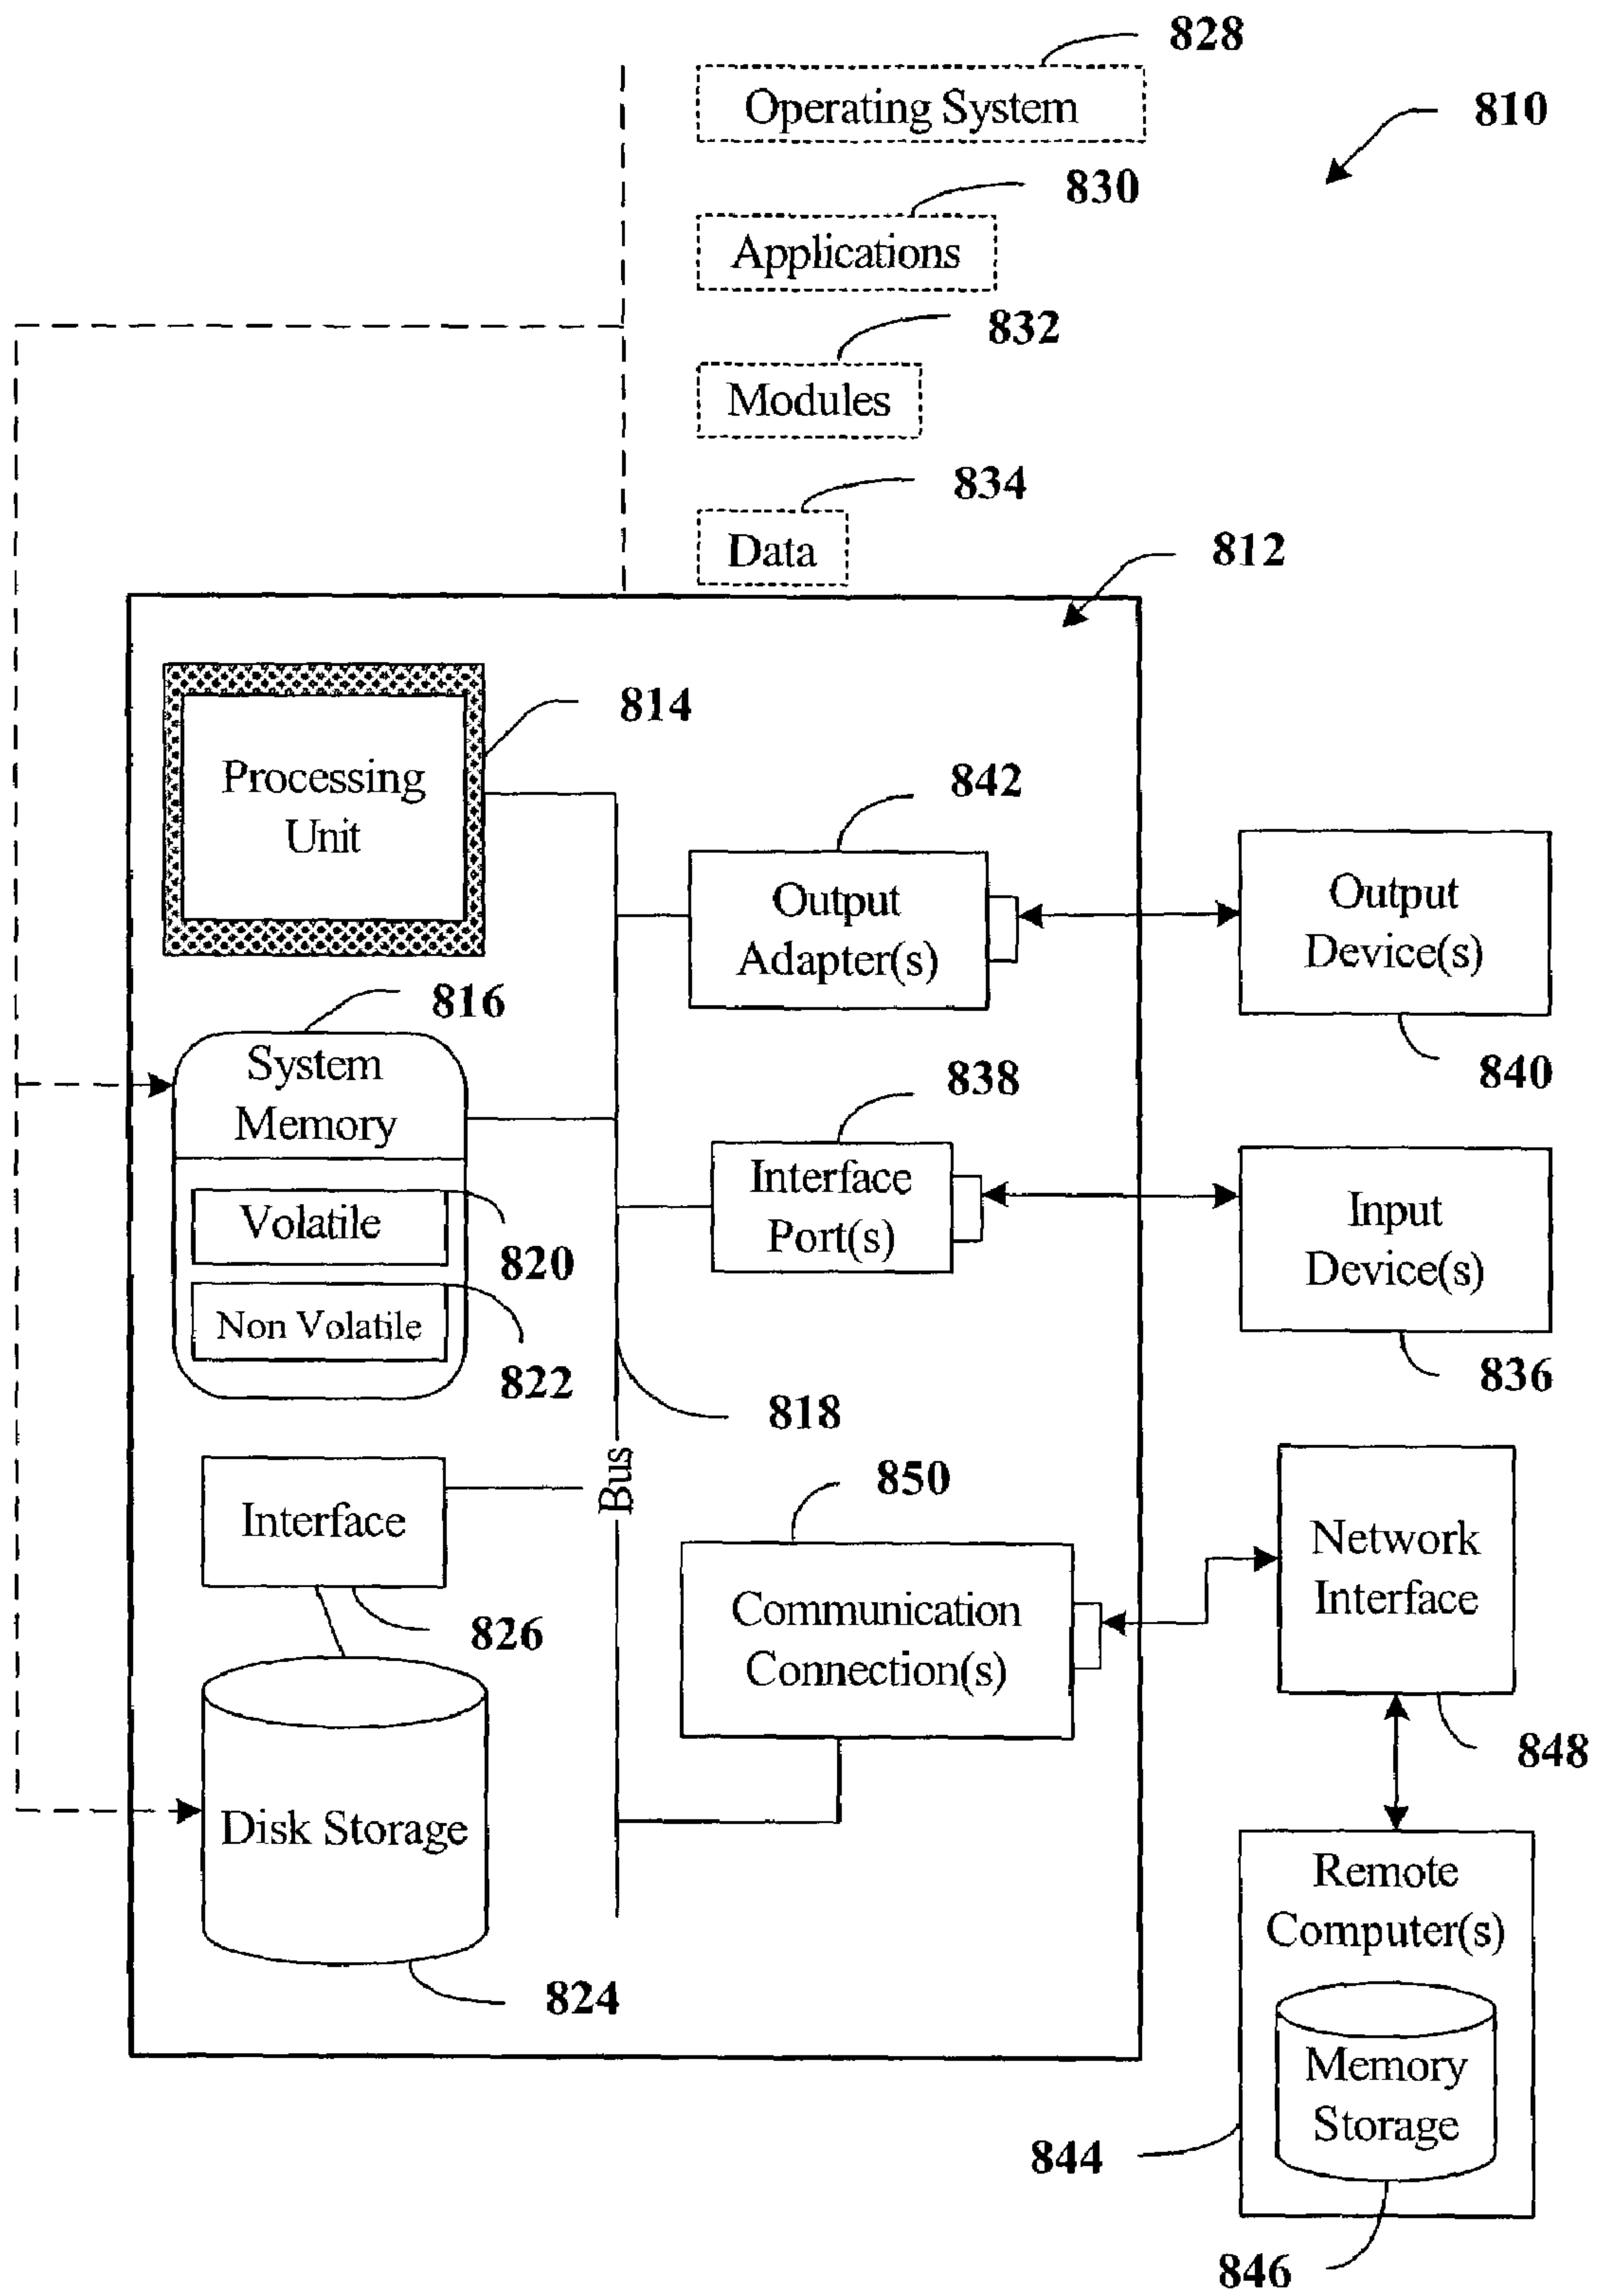 828
Operating System
810
830
Applications
832
Modules
834
Data
812
814
Processing
Unit
842
Output
Adapter(s)
Output
Device(s)
840
816
System
Memory
838
Interface
Port(s)
Volatile
820
Input
Device(s)
836
Non Volatile
822
818
Bus
850
Interface
826
Communication
Connection(s)
Network
Interface
848
Disk Storage
824
Remote
Computer(s)
Memory
Storage
844
846